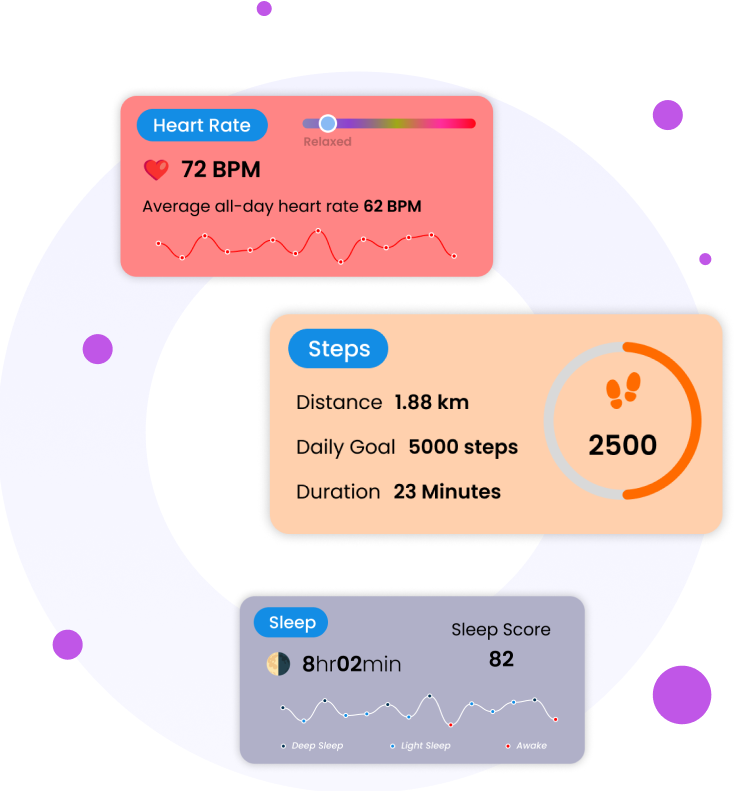 Heart Rate
Relaxed
72 BPM
Average all-day heart rate 62 BPM
Steps
Distance 1.88 km
Daily Goal 5000 steps
Duration 23 Minutes
2500
Sleep
8hr02min
Sleep Score
82
Deep Sleep
Light Sleep
Awake